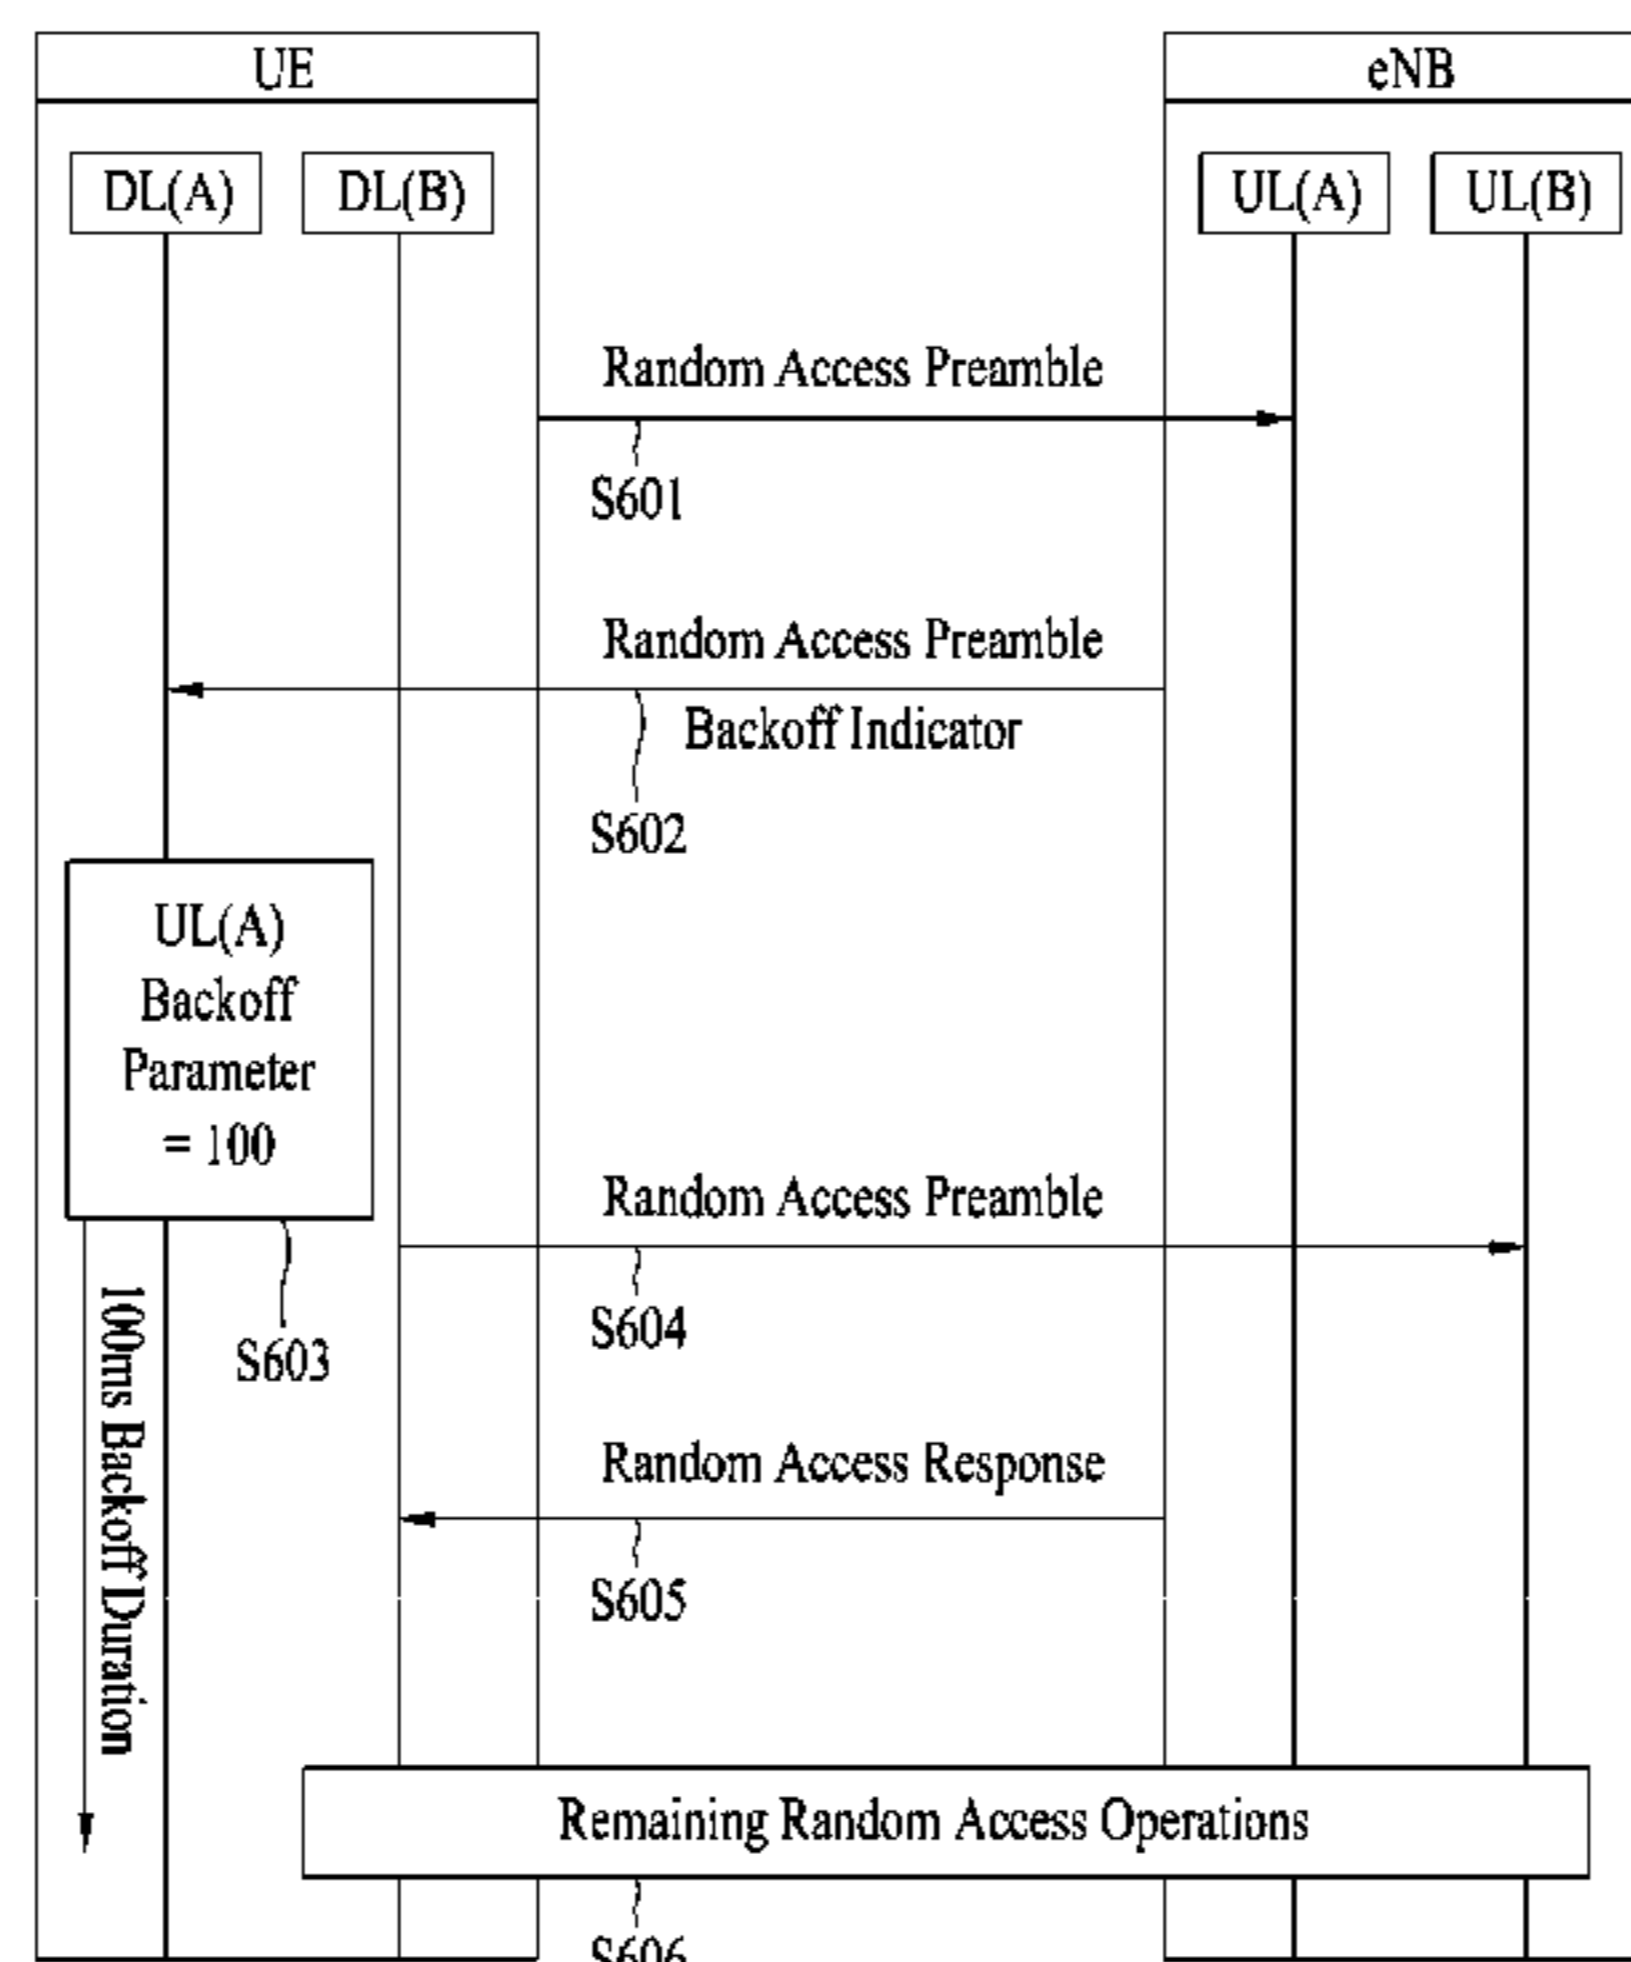 UE
eNB
DL(A)
DL(B)
UL(A)
UL(B)
Random Access Preamble
S601
Random Access Preamble
Backoff Indicator
S602
UL(A)
Backoff
Parameter
= 100
Random Access Preamble
S604
S603
100ms Backoff Duration
Random Access Response
S605
Remaining Random Access Operations
S606